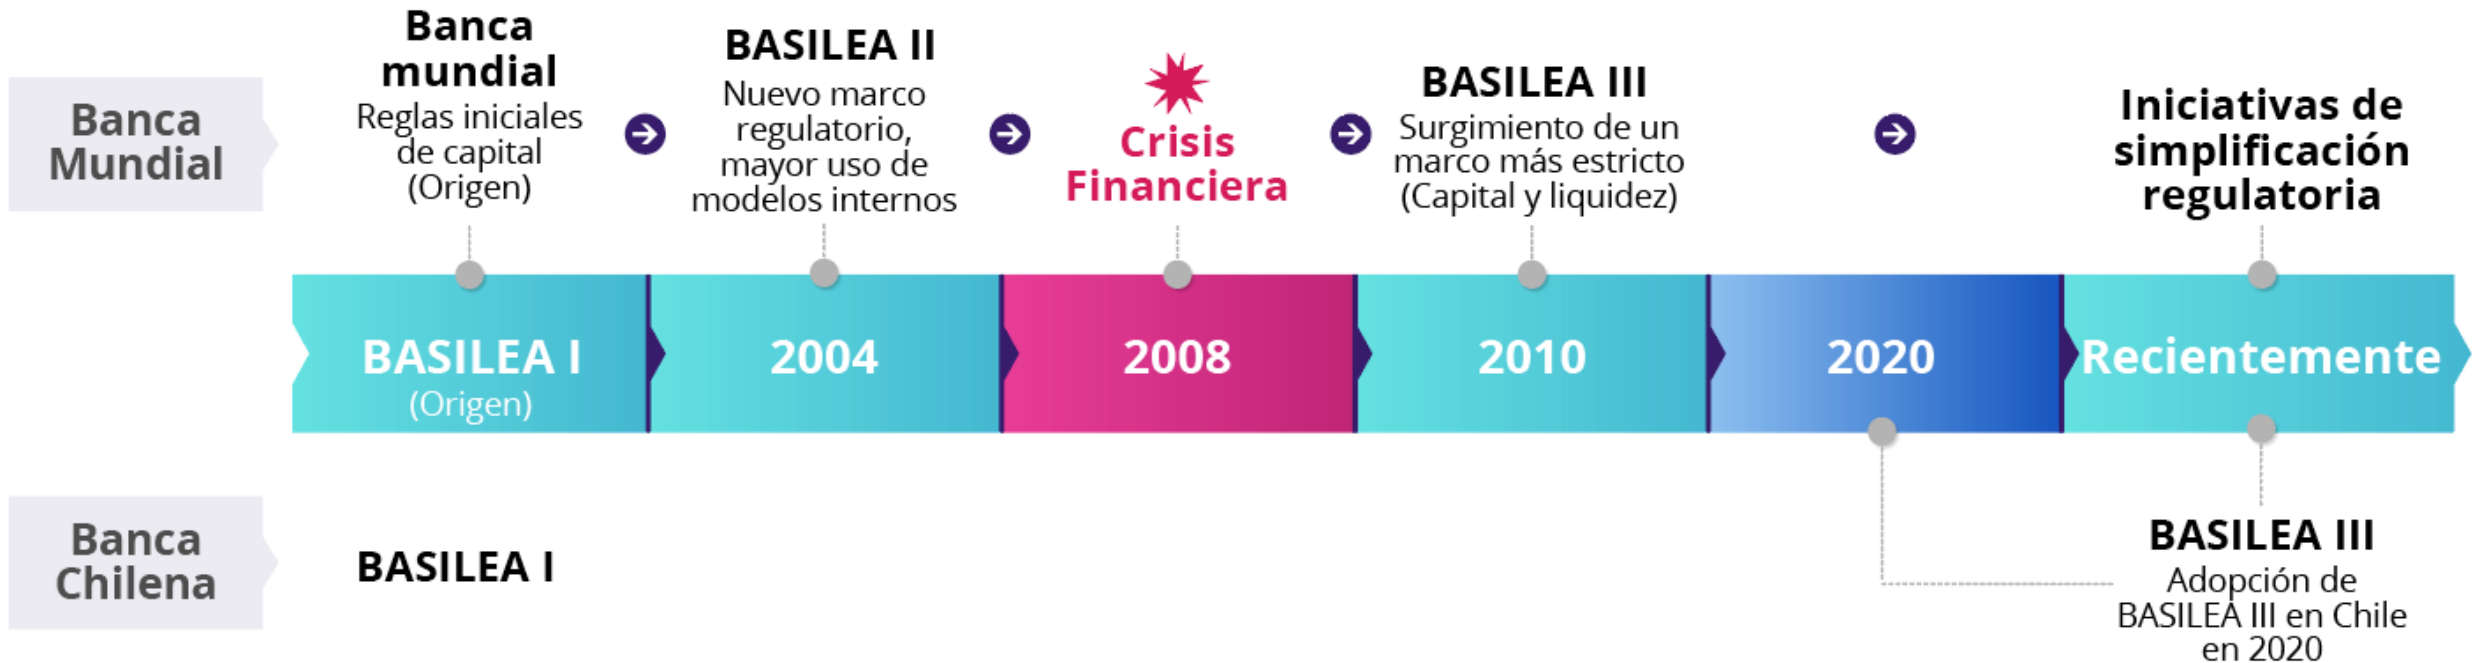 Banca
Mundial
Banca
mundial
Reglas iniciales
de capital
(Origen)
BASILEA II
Nuevo marco
regulatorio,
mayor uso de
modelos internos
Crisis
Financiera
BASILEA III
Surgimiento de un
marco más estricto
(Capital y liquidez)
Iniciativas de
simplificación
regulatoria
BASILEA I
(Origen)
2004
2008
2010
2020
Recientemente
Banca
Chilena
BASILEA I
BASILEA III
Adopción de
BASILEA III en Chile
en 2020